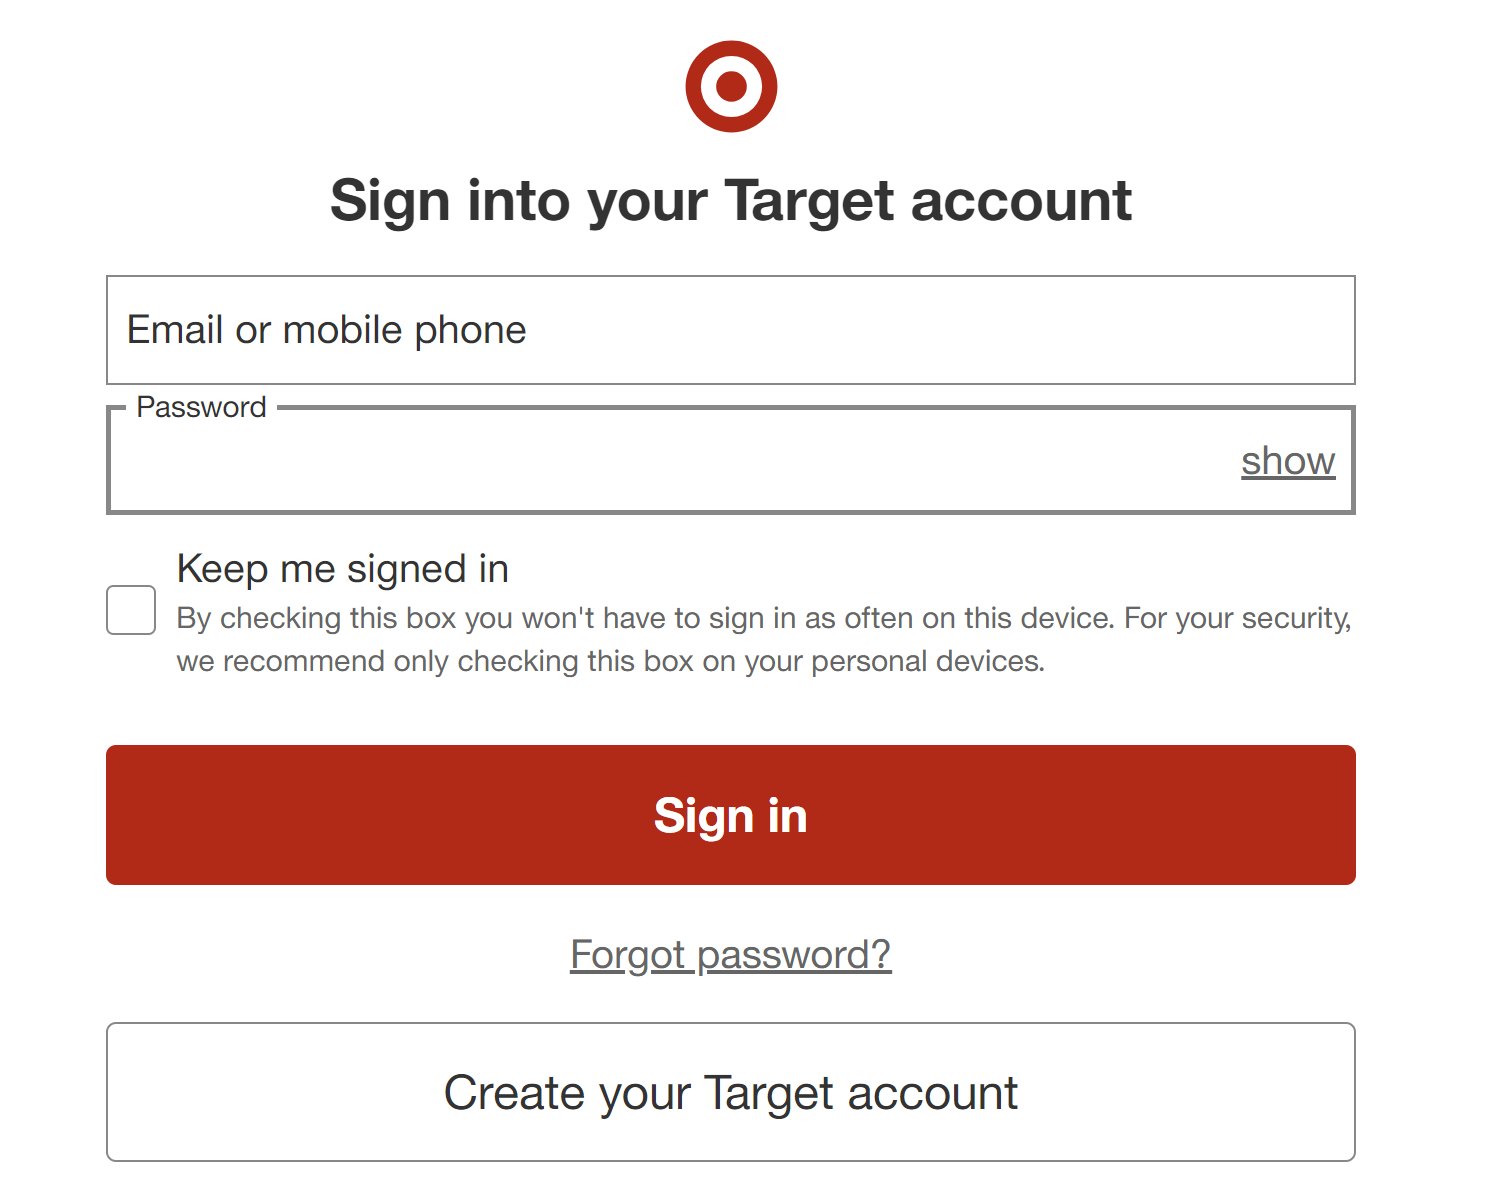 Sign into your Target account
Email or mobile phone
Password
show
Keep me signed in
By checking this box you won't have to sign in as often on this device. For your security,
we recommend only checking this box on your personal devices.
Sign in
Forgot password?
Create your Target account